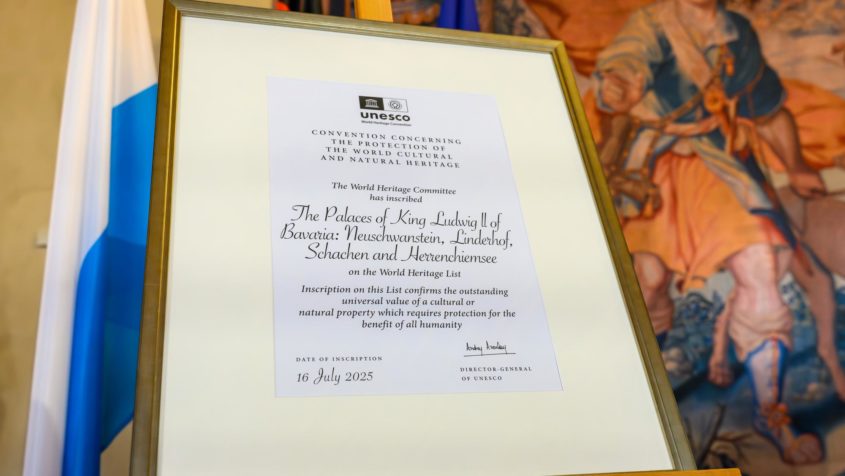 unesco
World Heritage Convention
CONVENTION CONCERNING
THE PROTECTION OF
THE WORLD CULTURAL
AND NATURAL HERITAGE
The World Heritage Committee
has inscribed
The Palaces of King Ludwig II of
Bavaria: Neuschwanstein, Linderhof,
Schachen and Herrenchiemsee
on the World Heritage List
Inscription on this List confirms the outstanding
universal value of a cultural or
natural property which requires protection for the
benefit of all humanity
DATE OF INSCRIPTION
16 July 2025
DIRECTOR-GENERAL
OF UNESCO